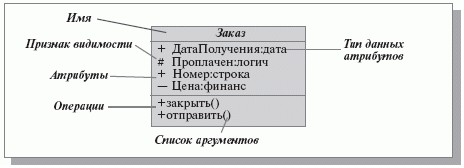 Имя
Заказ
Признак видимости
+ ДатаПолучения:дата
Тип данных
атрибутов
# Проплачен:логич
Атрибуты
+ Номер:строка
— Цена:финанс
Операции
+закрыть()
+отправить()
Список аргументов